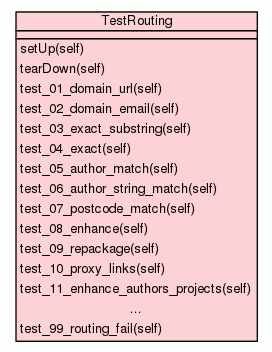 TestRouting
setUp(self)
tearDown(self)
test_01_domain_url(self)
test_02_domain_email(self)
test_03_exact_substring(self)
test_04_exact(self)
test_05_author_match(self)
test_06_author_string_match(self)
test_07_postcode_match(self)
test_08_enhance(self)
test_09_repackage(self)
test_10_proxy_links(self)
test_11_enhance_authors_projects(self)
...
test_99_routing_fail(self)